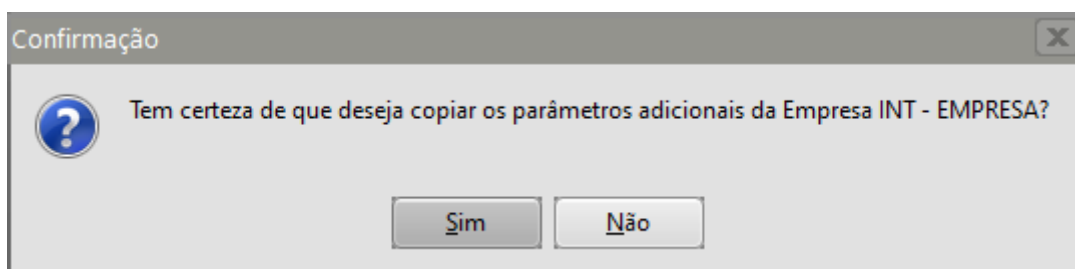 Confirmação
Tem certeza de que deseja copiar os parâmetros adicionais da Empresa INT - EMPRESA?
Sim Não